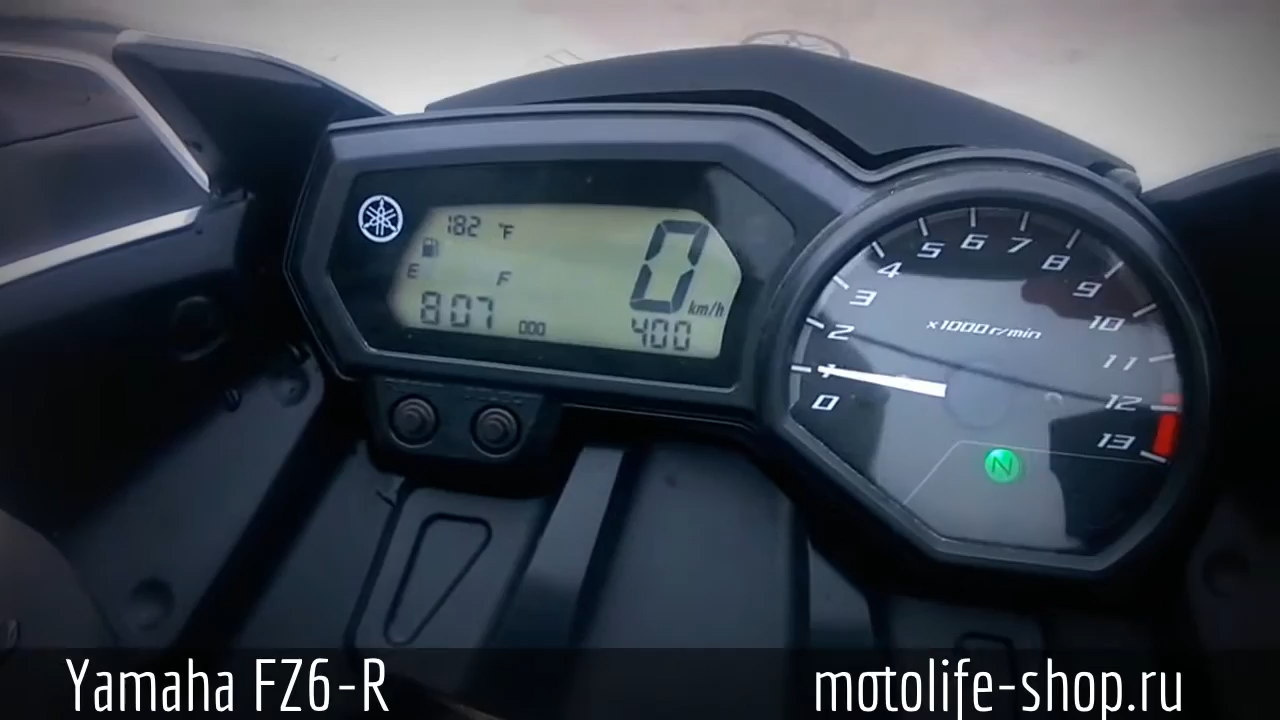 182 °F
E F
807 000 400
0 km/h
0 1 2 3 4 5 6 7 8 9 10 11 12 13
x1000 r/min
N
Yamaha FZ6-R
motolife-shop.ru